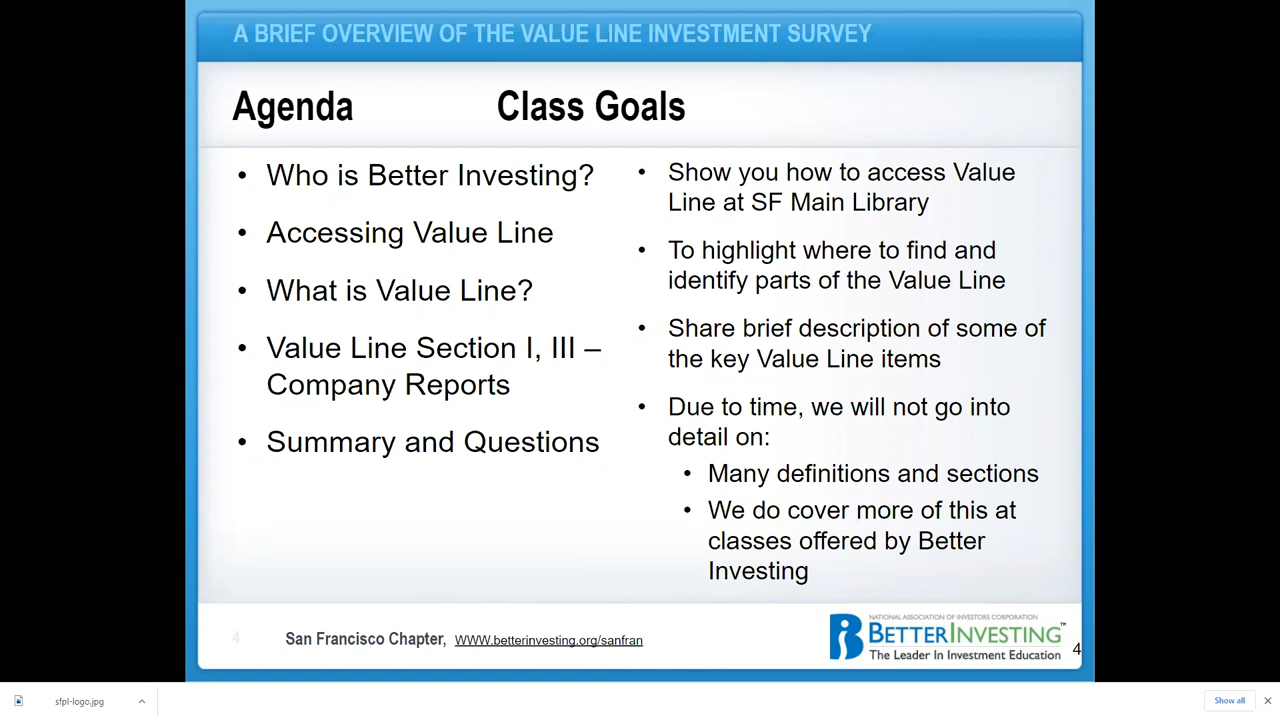 A BRIEF OVERVIEW OF THE VALUE LINE INVESTMENT SURVEY
Agenda
Class Goals
• Who is Better Investing?
• Accessing Value Line
• What is Value Line?
• Value Line Section I, III –
Company Reports
• Summary and Questions
• Show you how to access Value
Line at SF Main Library
• To highlight where to find and
identify parts of the Value Line
• Share brief description of some of
the key Value Line items
• Due to time, we will not go into
detail on:
• Many definitions and sections
• We do cover more of this at
classes offered by Better
Investing
4
San Francisco Chapter, WWW.betterinvesting.org/sanfran
NATIONAL ASSOCIATION OF INVESTORS CORPORATION
BETTERINVESTING™
The Leader In Investment Education
4
sfpl-logo.jpg
Show all